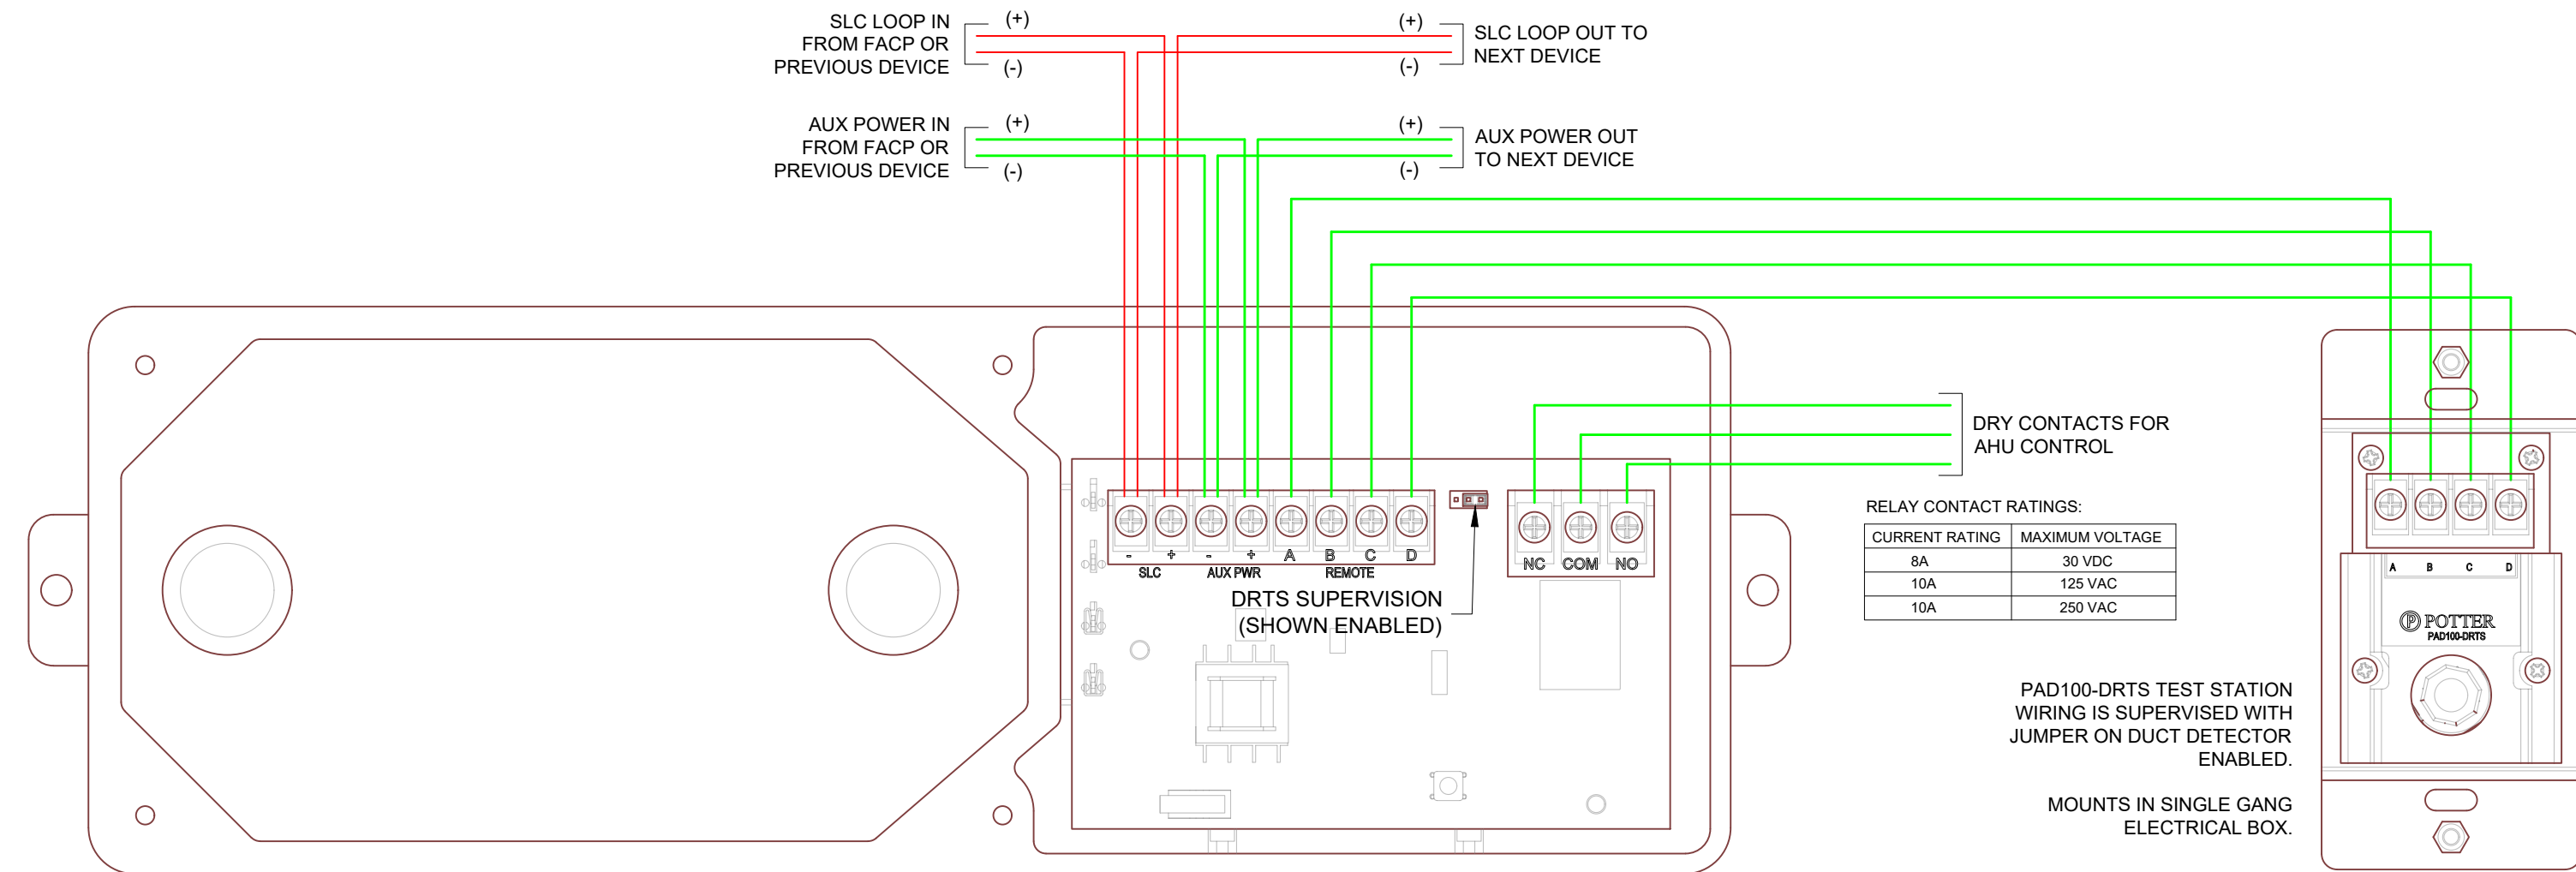 SLC LOOP IN
FROM FACP OR
PREVIOUS DEVICE
(+)
(-)
(+)
(-)
SLC LOOP OUT TO
NEXT DEVICE
AUX POWER IN
FROM FACP OR
PREVIOUS DEVICE
(+)
(-)
(+)
(-)
AUX POWER OUT
TO NEXT DEVICE
DRY CONTACTS FOR
AHU CONTROL
- + - + A B C D
SLC AUX PWR REMOTE
NC COM NO
DRTS SUPERVISION
(SHOWN ENABLED)
RELAY CONTACT RATINGS:
CURRENT RATING MAXIMUM VOLTAGE
8A 30 VDC
10A 125 VAC
10A 250 VAC
A B C D
P POTTER
PAD100-DRTS
PAD100-DRTS TEST STATION
WIRING IS SUPERVISED WITH
JUMPER ON DUCT DETECTOR
ENABLED.
MOUNTS IN SINGLE GANG
ELECTRICAL BOX.